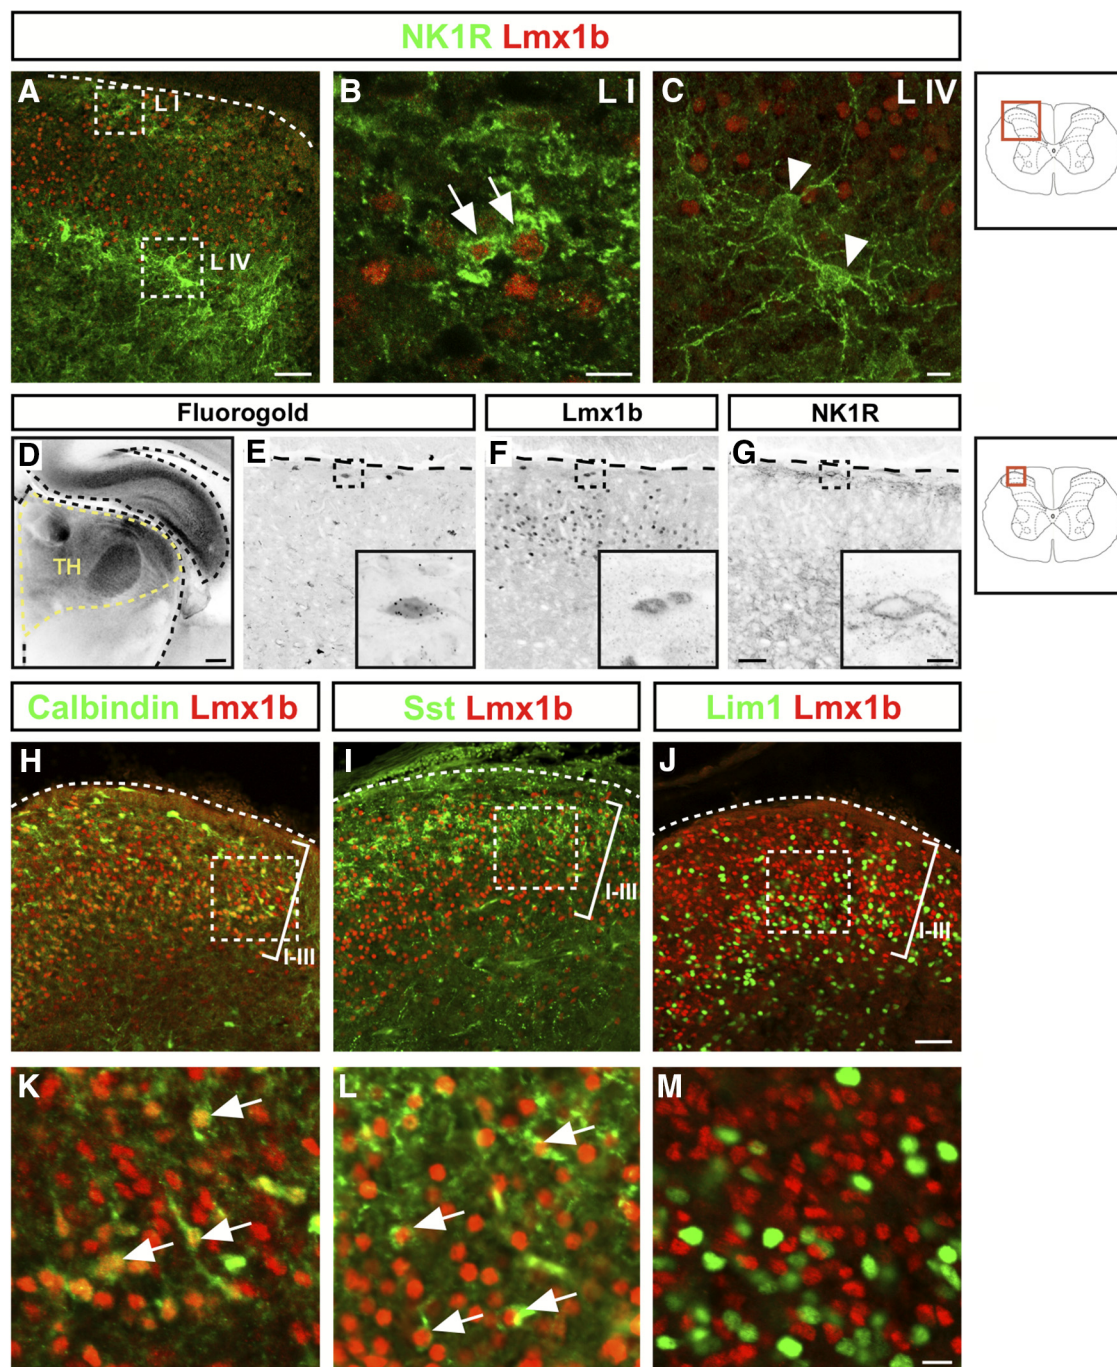 NK1R Lmx1b
A
L I
L IV
B
L I
C
L IV
Fluorogold
Lmx1b
NK1R
D
TH
E
F
G
Calbindin Lmx1b
Sst Lmx1b
Lim1 Lmx1b
H
I-III
I
I-III
J
I-III
K
L
M